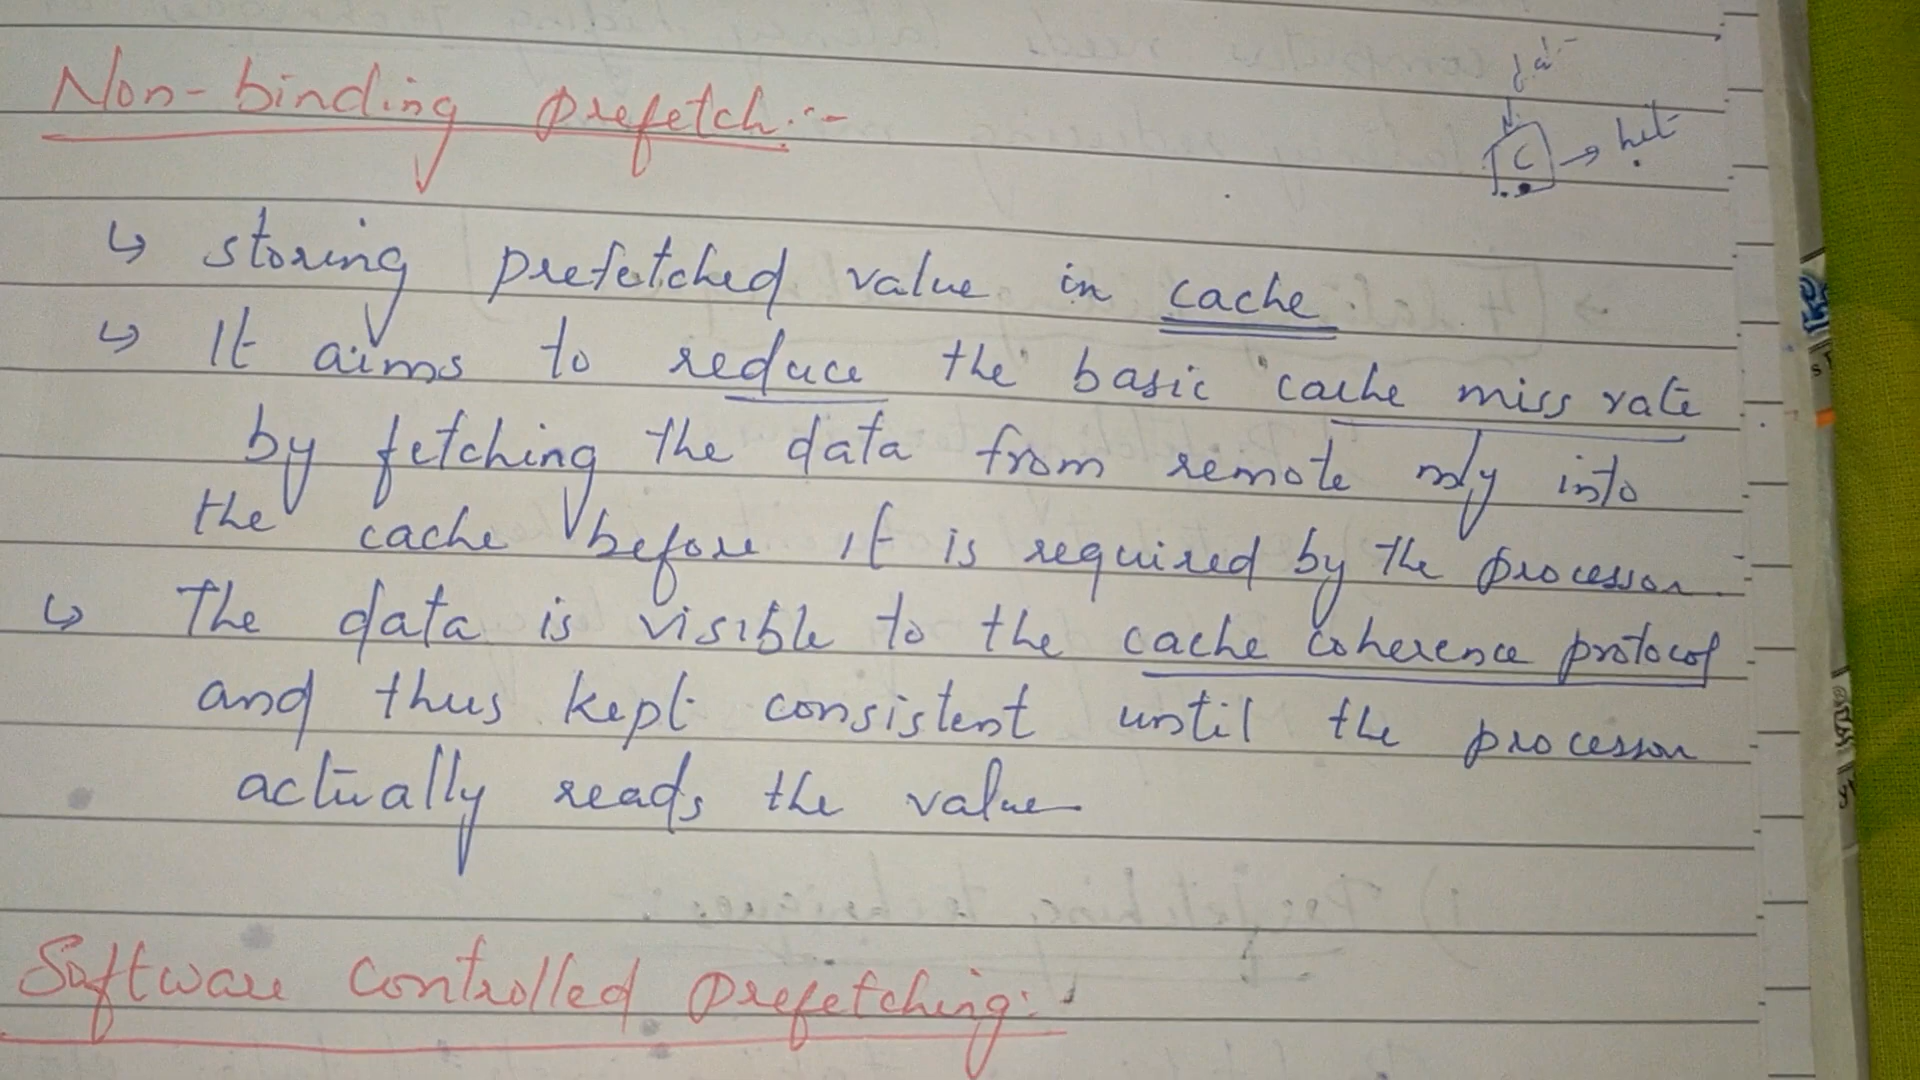 Non-binding prefetch :-
C → hit
↳ storing prefetched value in cache
↳ It aims to reduce the basic cache miss rate
by fetching the data from remote m/y into
the cache before it is required by the processor
↳ The data is visible to the cache coherence protocol
and thus kept consistent until the processor
actually reads the value
Software controlled prefetching: